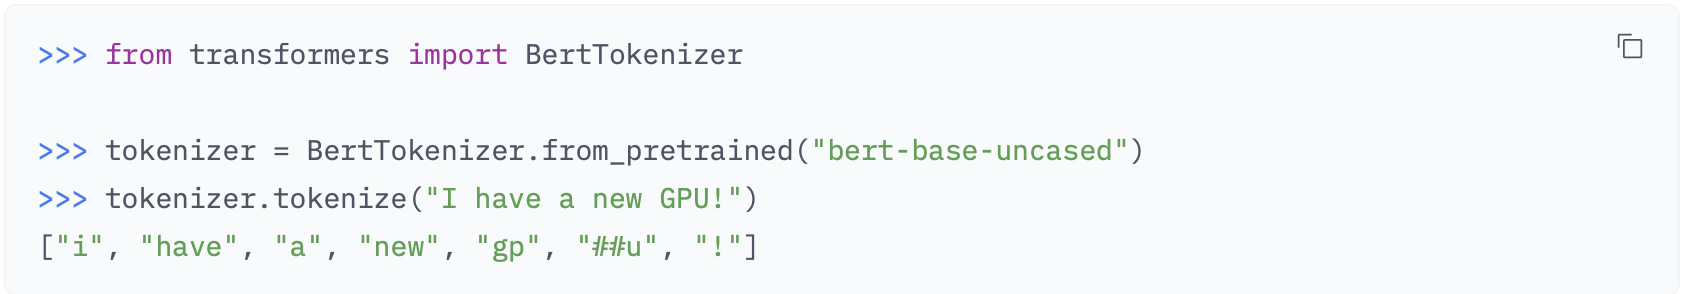 >>> from transformers import BertTokenizer
>>> tokenizer = BertTokenizer.from_pretrained("bert-base-uncased")
>>> tokenizer.tokenize("I have a new GPU!")
["i", "have", "a", "new", "gp", "##u", "!"]